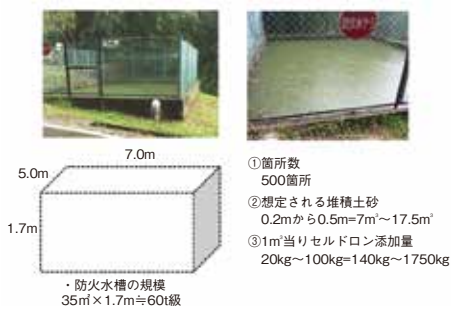 7.0m
5.0m
1.7m
・防火水槽の規模
35㎡×1.7m≒60t級
①箇所数
500箇所
②想定される堆積土砂
0.2mから0.5m=7㎥～17.5㎥
③1㎥当りセルドロン添加量
20kg～100kg=140kg～1750kg